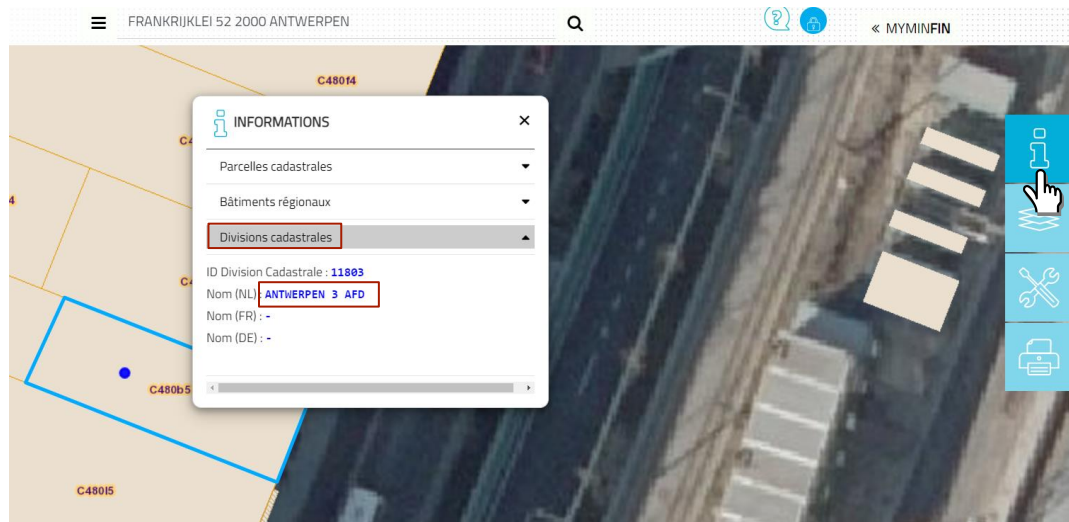 FRANKRIJKLEI 52 2000 ANTWERPEN
« MYMINFIN
C480f4
INFORMATIONS
Parcelles cadastrales
Bâtiments régionaux
4
Divisions cadastrales
ID Division Cadastrale : 11803
Nom (NL) : ANTWERPEN 3 AFD
Nom (FR) : -
Nom (DE) : -
C480b5
C480l5